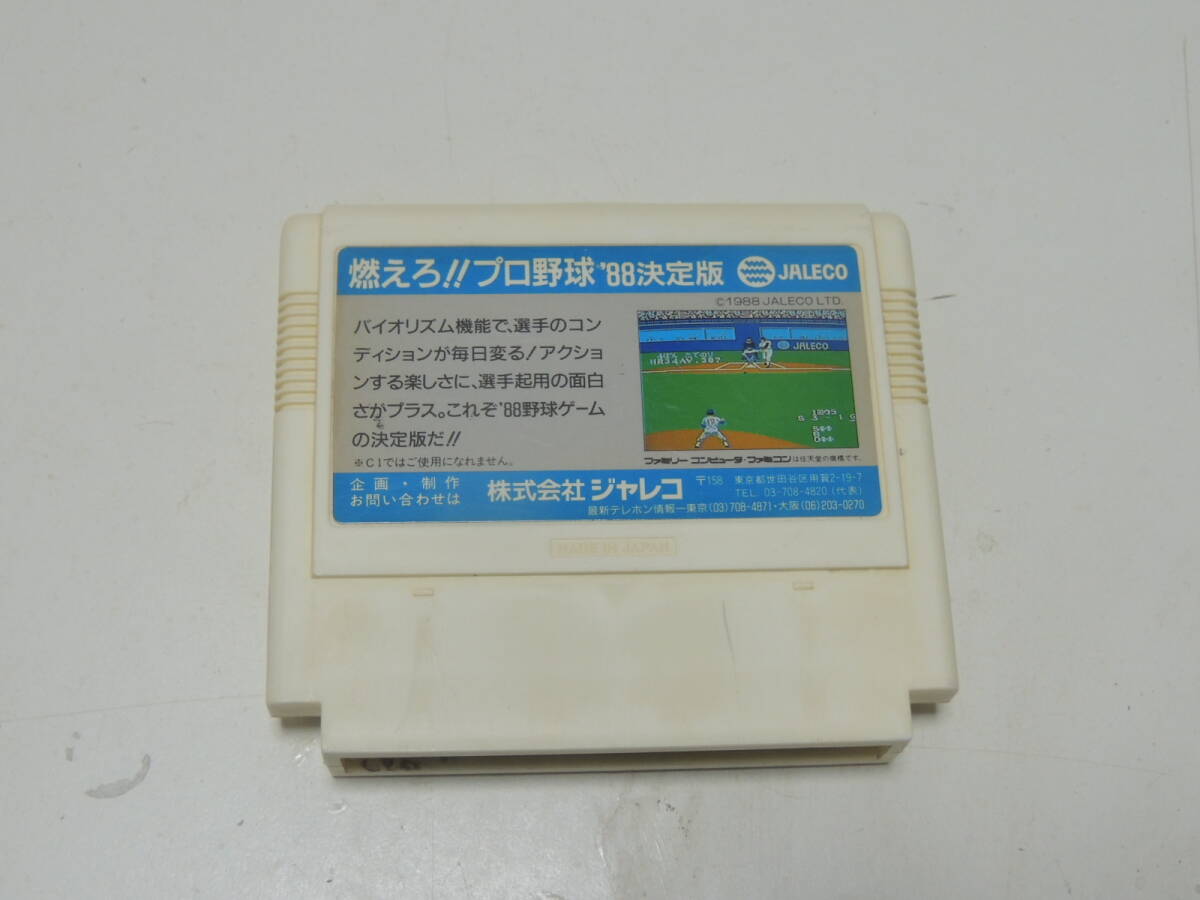 燃えろ!!プロ野球'88決定版 JALECO
©1988 JALECO LTD.
バイオリズム機能で、選手のコン
ディションが毎日変る!アクショ
ンする楽しさに、選手起用の面白
さがプラス。これぞ'88野球ゲーム
の決定版だ!!
※C1ではご使用になれません。
JALECO
HR34AV.387
ファミリーコンピュータ・ファミコンは任天堂の商標です。
企画・制作
お問い合わせは
株式会社 ジャレコ
〒158 東京都世田谷区用賀2-19-7
TEL. 03-708-4820 (代表)
最新テレホン情報―東京(03)708-4871・大阪(06)203-0270
MADE IN JAPAN